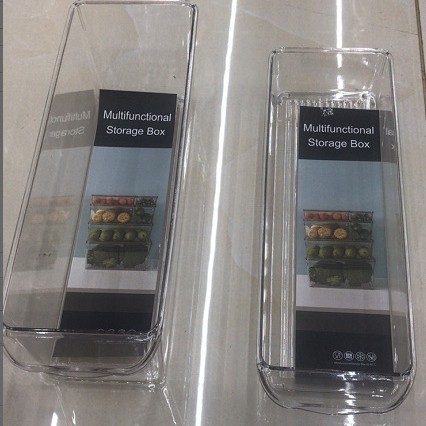 Multifunctional
Storage Box
Multifunctional
Storage Box